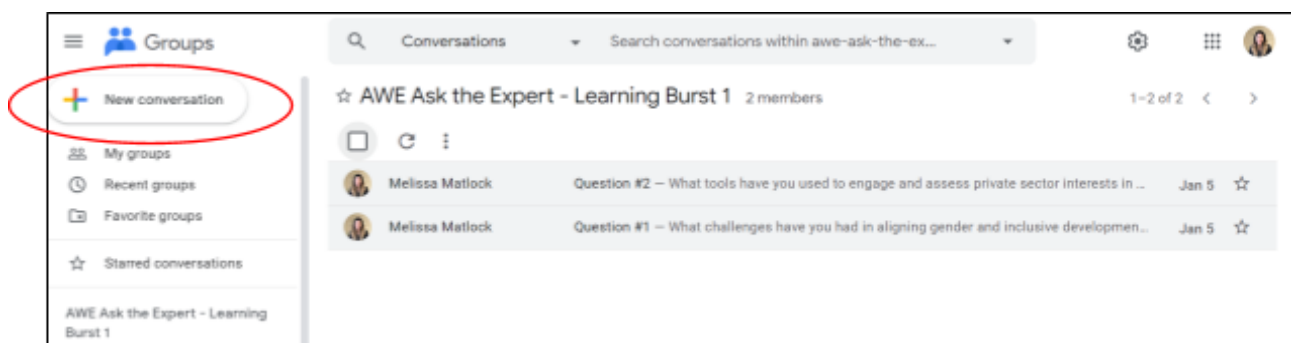 Groups
Conversations
Search conversations within awe-ask-the-ex...
New conversation
My groups
Recent groups
Favorite groups
Starred conversations
AWE Ask the Expert - Learning
Burst 1
AWE Ask the Expert - Learning Burst 1 2 members
1–2 of 2
Melissa Matlock Question #2 – What tools have you used to engage and assess private sector interests in ... Jan 5
Melissa Matlock Question #1 – What challenges have you had in aligning gender and inclusive developmen... Jan 5